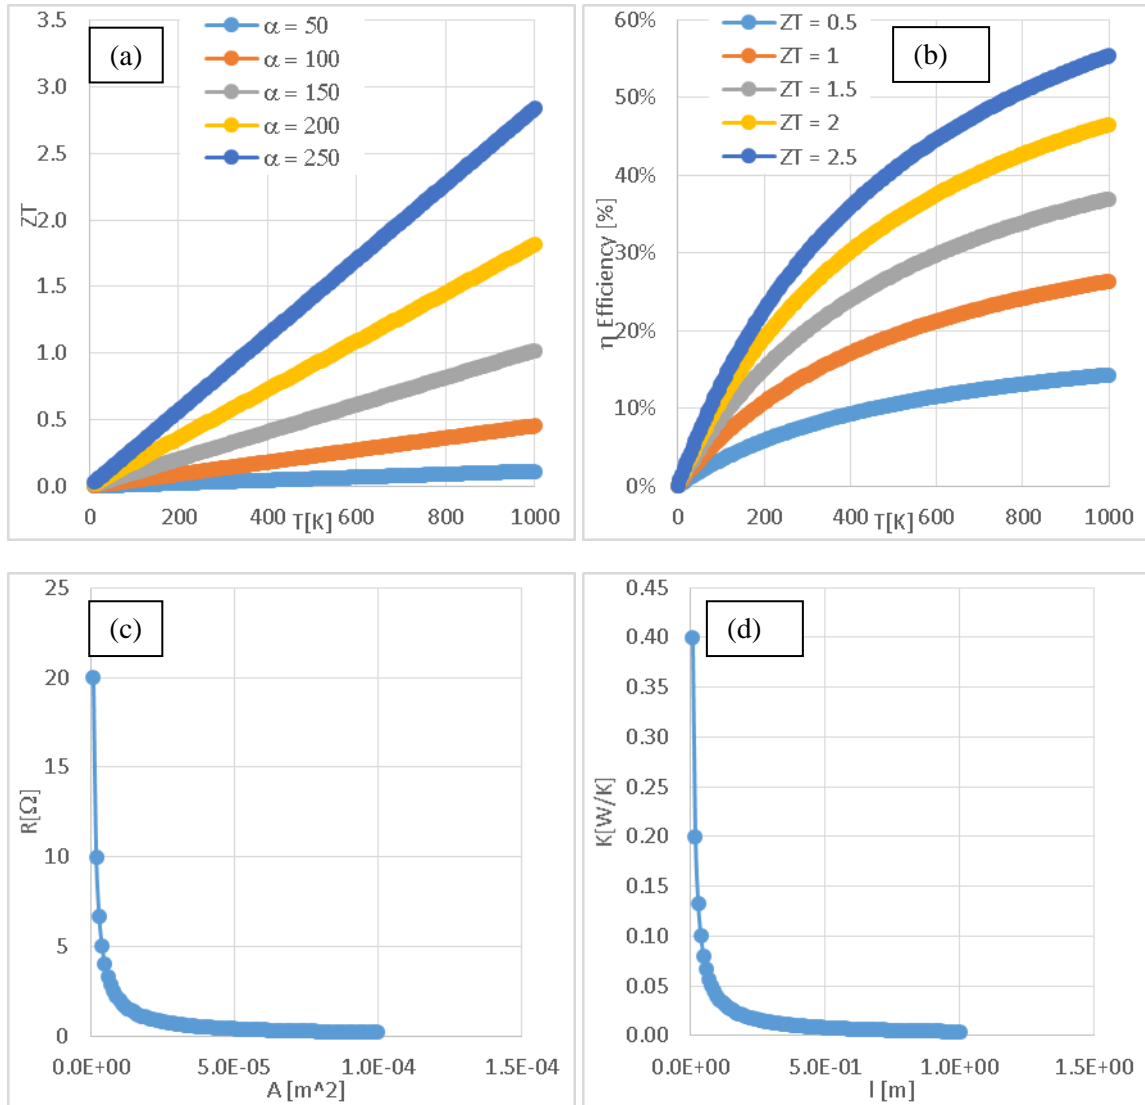 (a)
α = 50
α = 100
α = 150
α = 200
α = 250
3.5
3.0
2.5
2.0
1.5
1.0
0.5
0.0
ZT
0 200 400 600 800 1000
T[K]
(b)
ZT = 0.5
ZT = 1
ZT = 1.5
ZT = 2
ZT = 2.5
60%
50%
40%
30%
20%
10%
0%
η Efficiency [%]
0 200 400 600 800 1000
T[K]
(c)
25
20
15
10
5
0
R[Ω]
0.0E+00 5.0E-05 1.0E-04 1.5E-04
A [m^2]
(d)
0.45
0.40
0.35
0.30
0.25
0.20
0.15
0.10
0.05
0.00
K[W/K]
0.0E+00 5.0E-01 1.0E+00 1.5E+00
l [m]